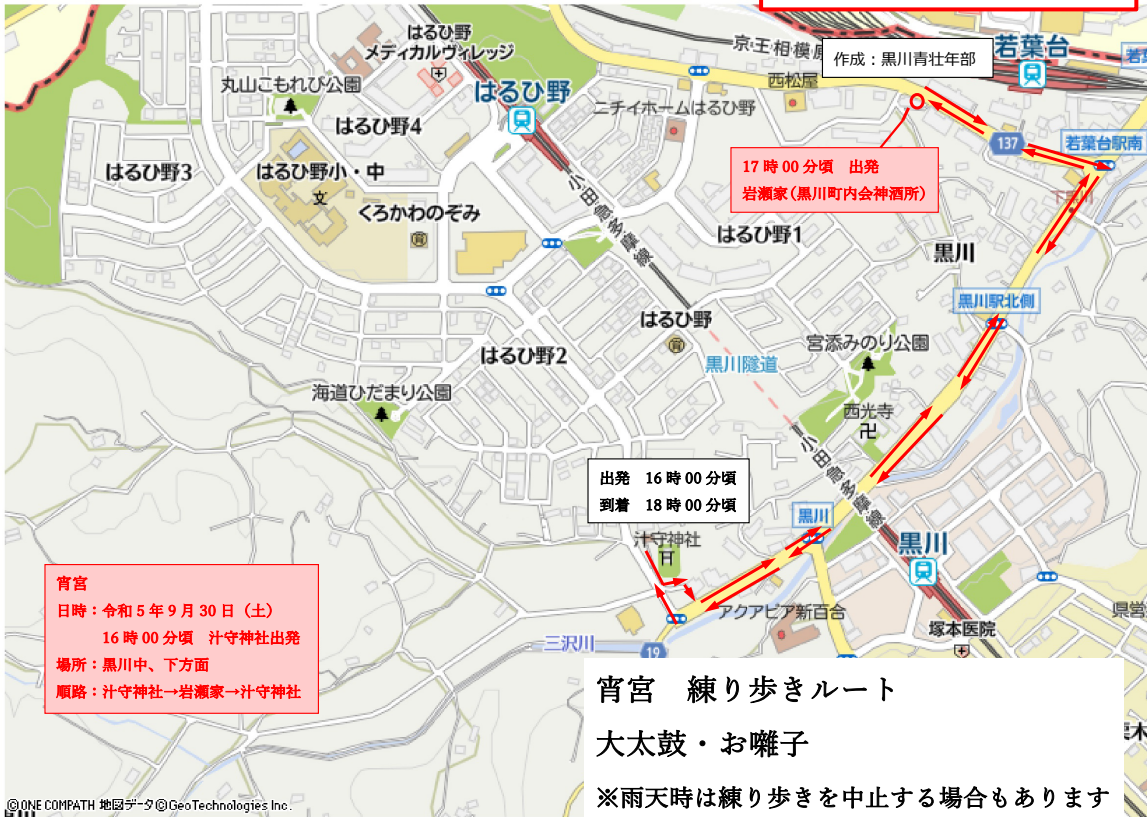 はるひ野
メディカルヴィレッジ
京王相模原
作成：黒川青壮年部
若葉台
丸山こもれび公園
はるひ野
西松屋
ニチイホームはるひ野
はるひ野4
137
若葉台駅南
はるひ野3
はるひ野小・中
文
17時00分頃　出発
岩瀬家（黒川町内会神酒所）
小田急多摩線
くろかわのぞみ
はるひ野1
黒川
黒川駅北側
はるひ野
宮添みのり公園
はるひ野2
黒川隧道
海道ひだまり公園
西光寺
小田急多摩線
出発　16時00分頃
到着　18時00分頃
黒川
汁守神社
黒川
宵宮
日時：令和5年9月30日（土）
16時00分頃　汁守神社出発
場所：黒川中、下方面
順路：汁守神社→岩瀬家→汁守神社
アクアピア新百合
県営
塚本医院
三沢川
19
宵宮　練り歩きルート
大太鼓・お囃子
※雨天時は練り歩きを中止する場合もあります
©ONE COMPATH 地図データ©GeoTechnologies Inc.